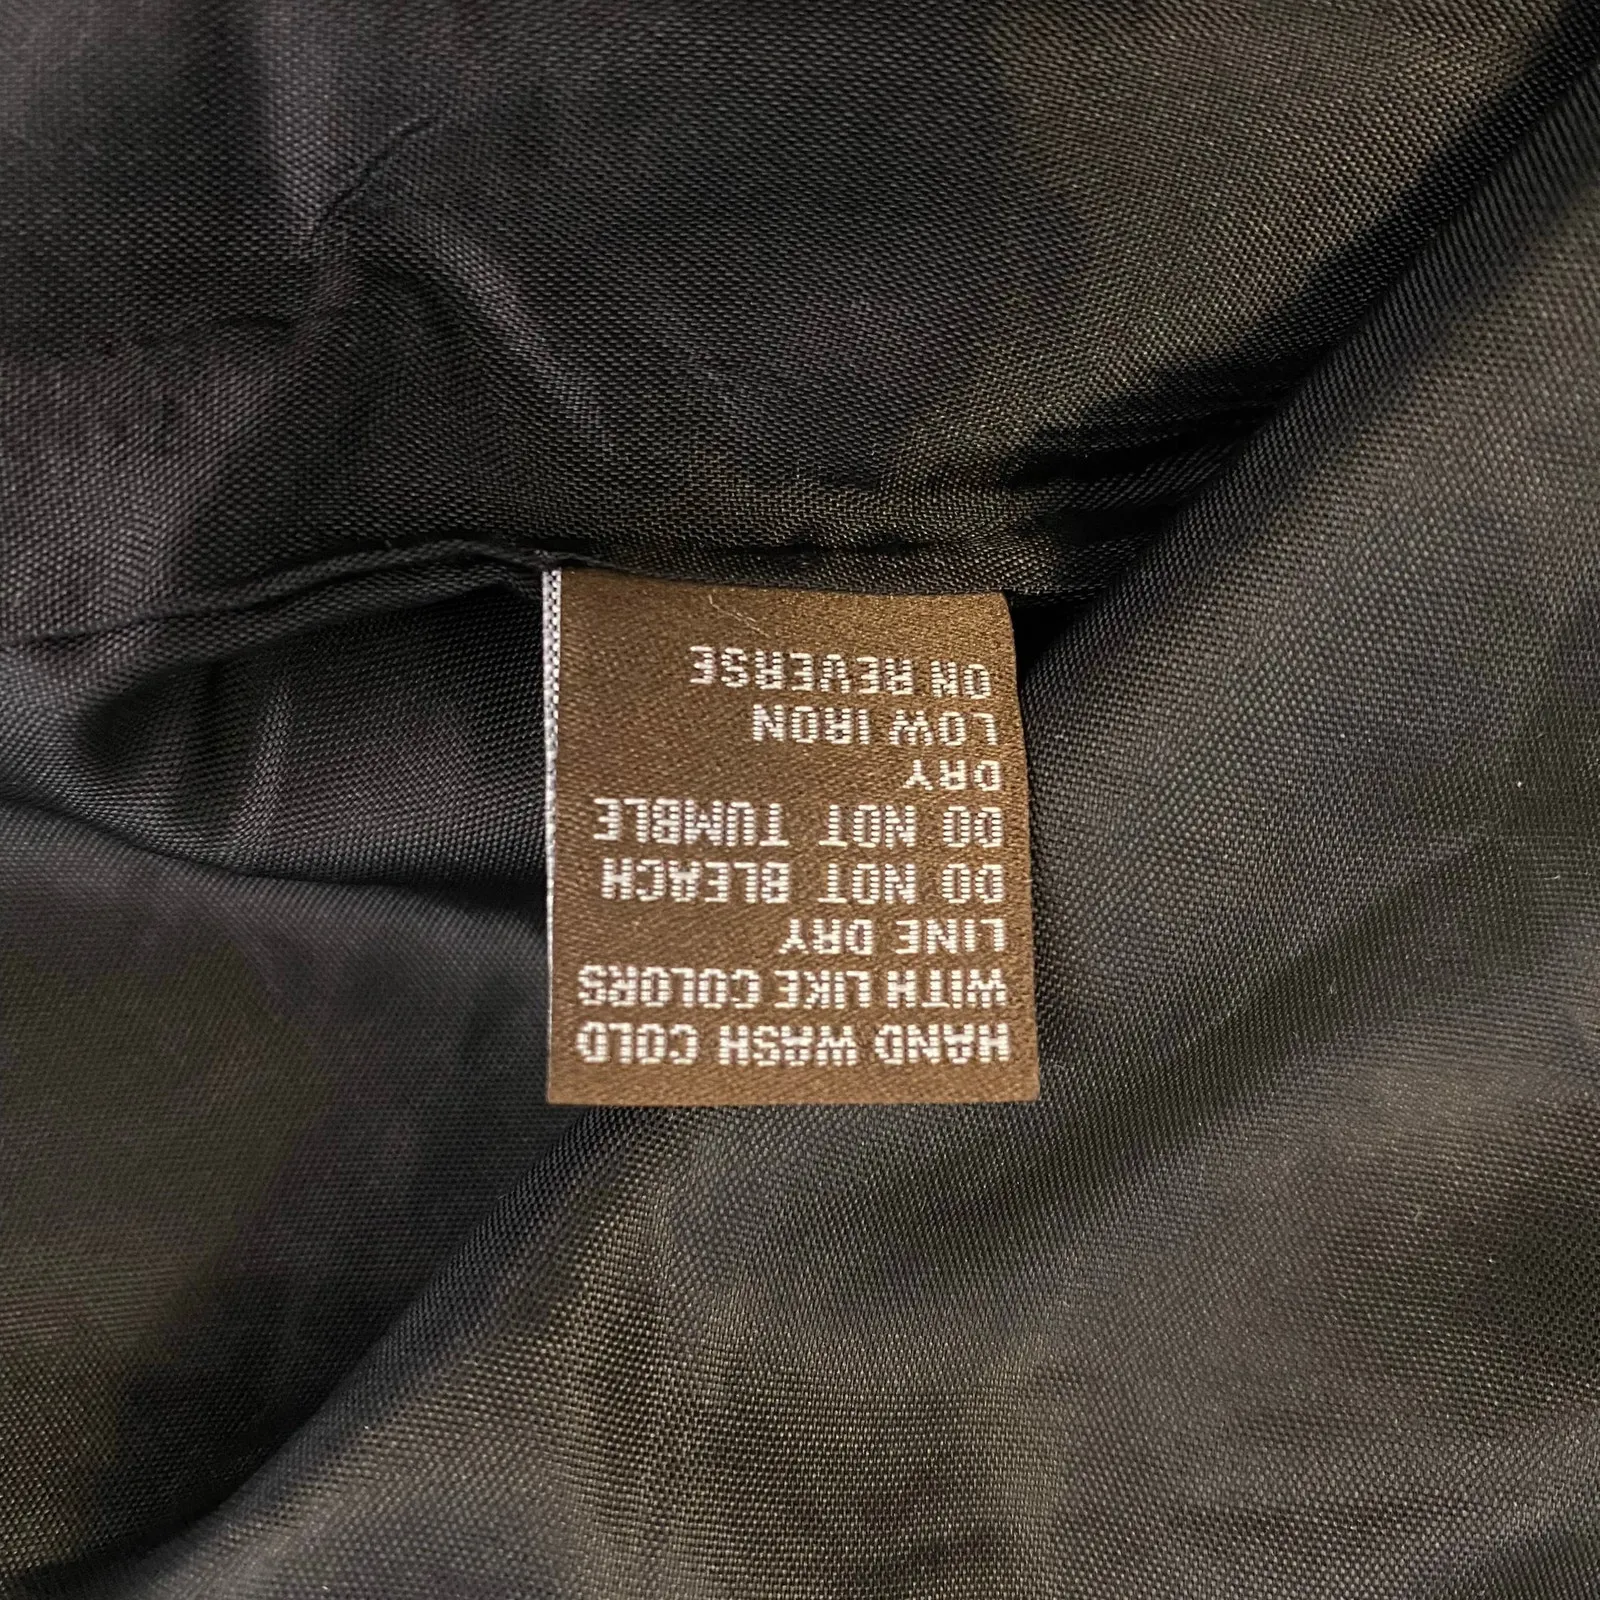 HAND WASH COLD
WITH LIKE COLORS
LINE DRY
DO NOT BLEACH
DO NOT TUMBLE
DRY
LOW IRON
ON REVERSE